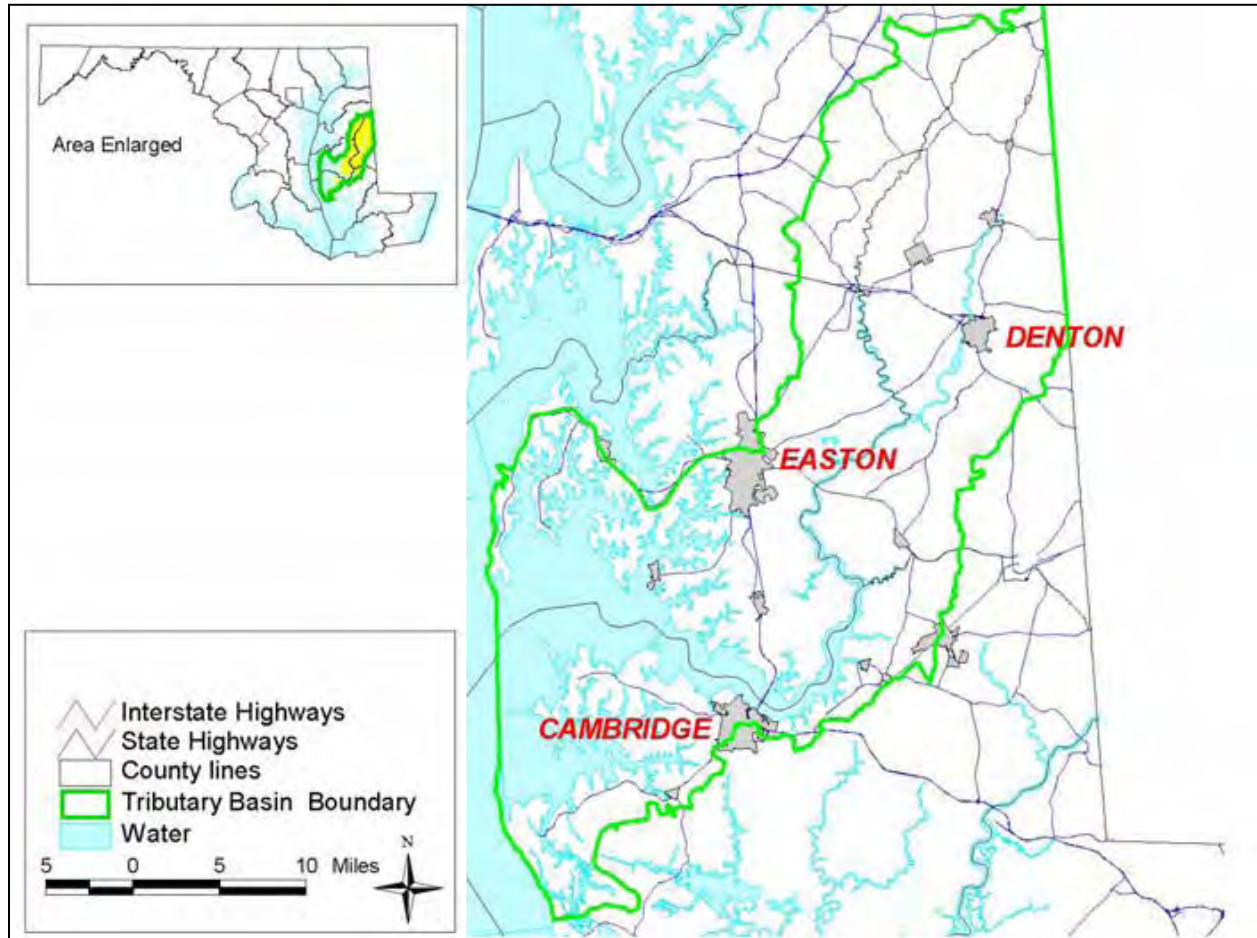 Area Enlarged
DENTON
EASTON
CAMBRIDGE
Interstate Highways
State Highways
County lines
Tributary Basin Boundary
Water
5 0 5 10 Miles
N